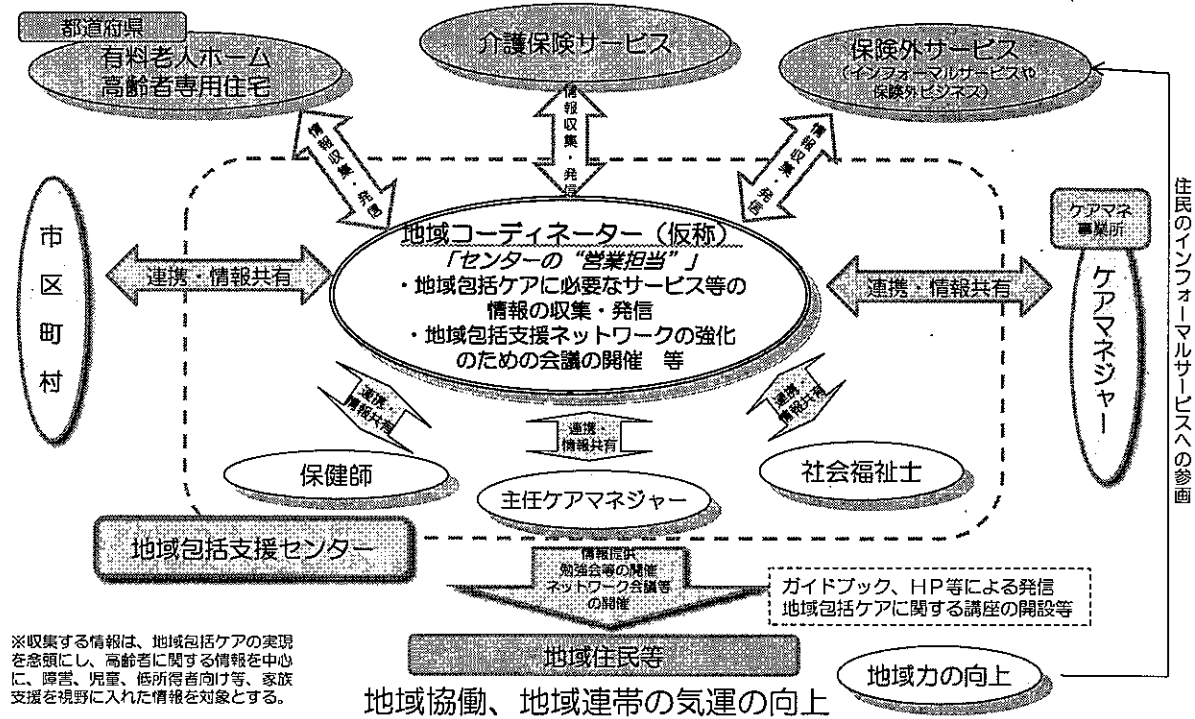 都道府県
有料老人ホーム
高齢者専用住宅
介護保険サービス
保険外サービス
(インフォーマルサービスや
保険外ビジネス)
情報収集・発信
情報収集・発信
情報収集・発信
市区町村
連携・情報共有
地域コーディネーター(仮称)
「センターの“営業担当”」
・地域包括ケアに必要なサービス等の
情報の収集・発信
・地域包括支援ネットワークの強化
のための会議の開催 等
連携・情報共有
ケアマネ
事業所
ケアマネジャー
住民のインフォーマルサービスへの参画
連携・
情報共有
連携・
情報共有
連携・
情報共有
保健師
主任ケアマネジャー
社会福祉士
地域包括支援センター
情報提供
勉強会等の開催
ネットワーク会議等
の開催
ガイドブック、HP等による発信
地域包括ケアに関する講座の開設等
※収集する情報は、地域包括ケアの実現
を念頭にし、高齢者に関する情報を中心
に、障害、児童、低所得者向け等、家族
支援を視野に入れた情報を対象とする。
地域住民等
地域力の向上
地域協働、地域連帯の気運の向上